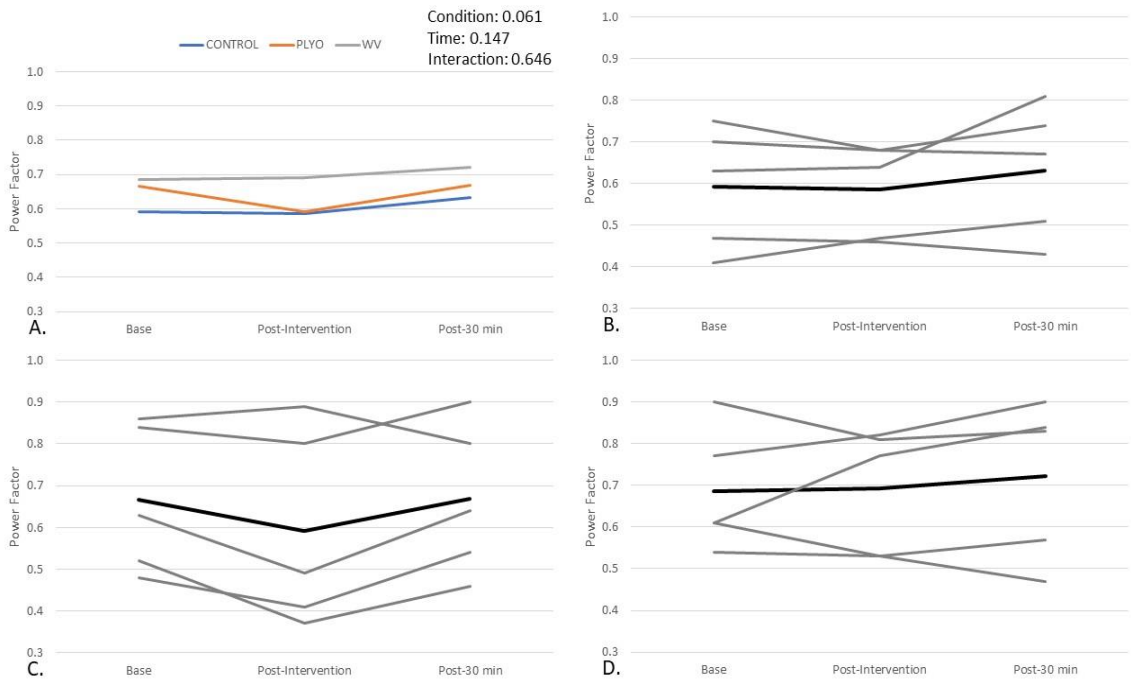 Condition: 0.061
Time: 0.147
Interaction: 0.646
CONTROL PLYO WV
Power Factor
1.0
0.9
0.8
0.7
0.6
0.5
0.4
0.3
Base Post-Intervention Post-30 min
A.
Power Factor
1.0
0.9
0.8
0.7
0.6
0.5
0.4
0.3
Base Post-Intervention Post-30 min
B.
Power Factor
1.0
0.9
0.8
0.7
0.6
0.5
0.4
0.3
Base Post-Intervention Post-30 min
C.
Power Factor
1.0
0.9
0.8
0.7
0.6
0.5
0.4
0.3
Base Post-Intervention Post-30 min
D.